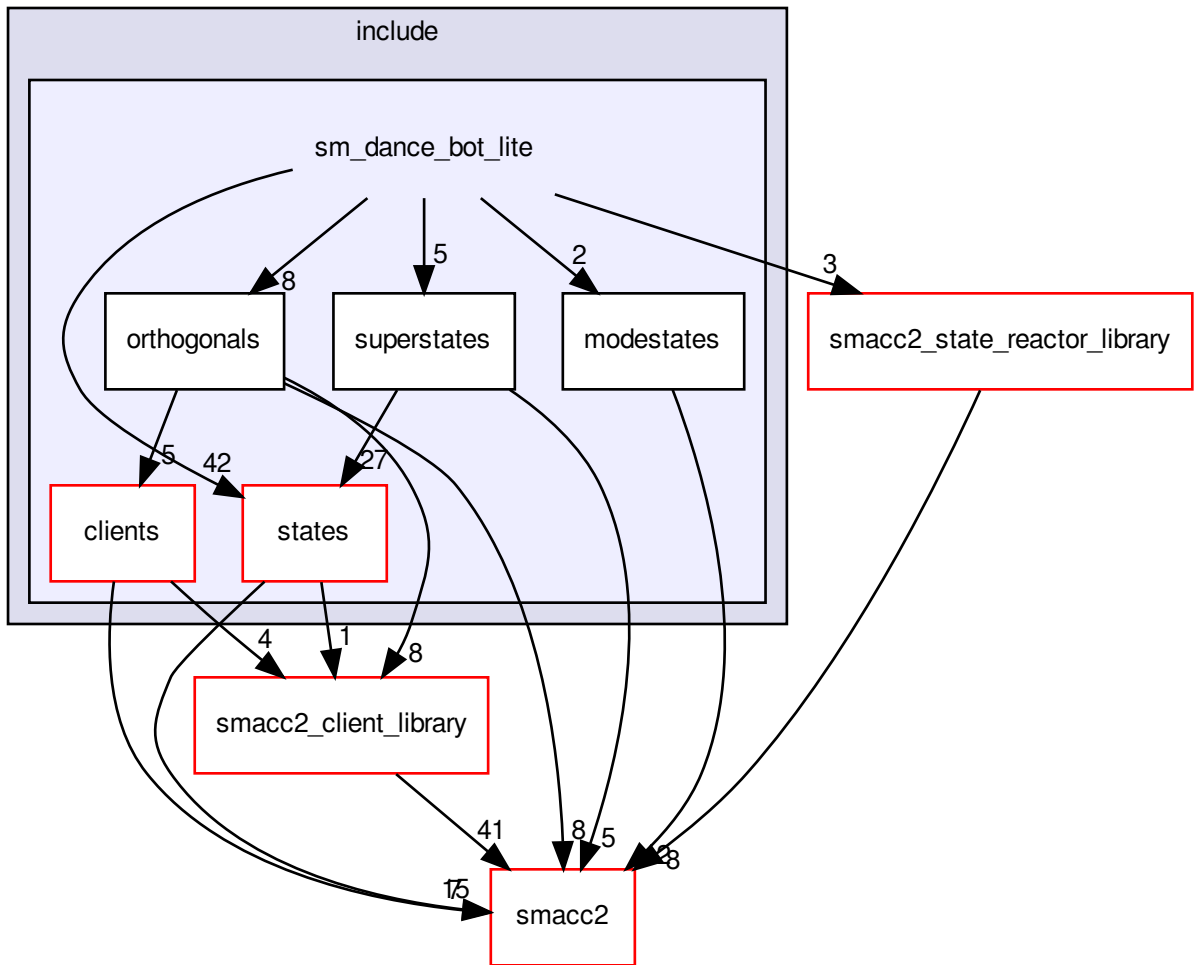 include
sm_dance_bot_lite
5
2
3
8
orthogonals
superstates
modestates
smacc2_state_reactor_library
5
42
27
clients
states
4
1
8
smacc2_client_library
41
8
5
8
smacc2